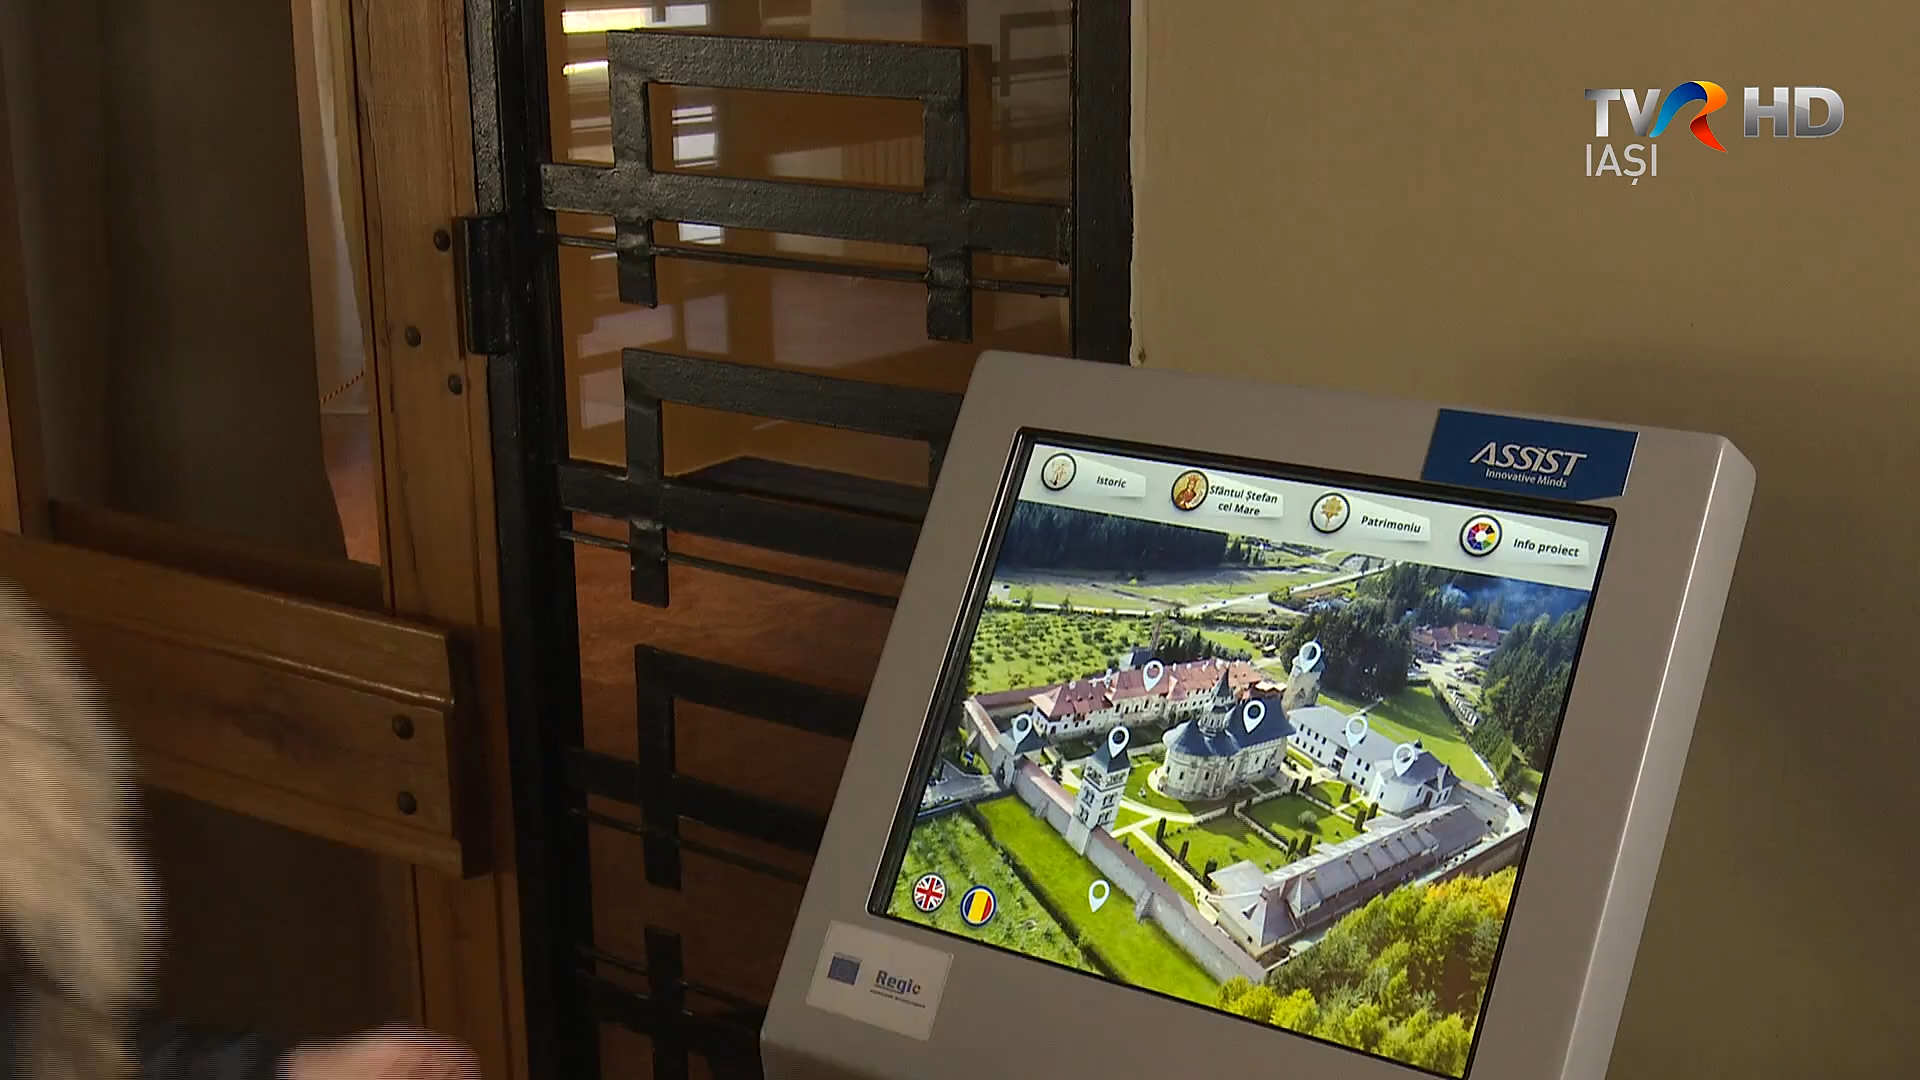 TVR HD
IAȘI
ASSIST
Innovative Minds
Istoric
Sfântul Ștefan
cel Mare
Patrimoniu
Info proiect
Regio